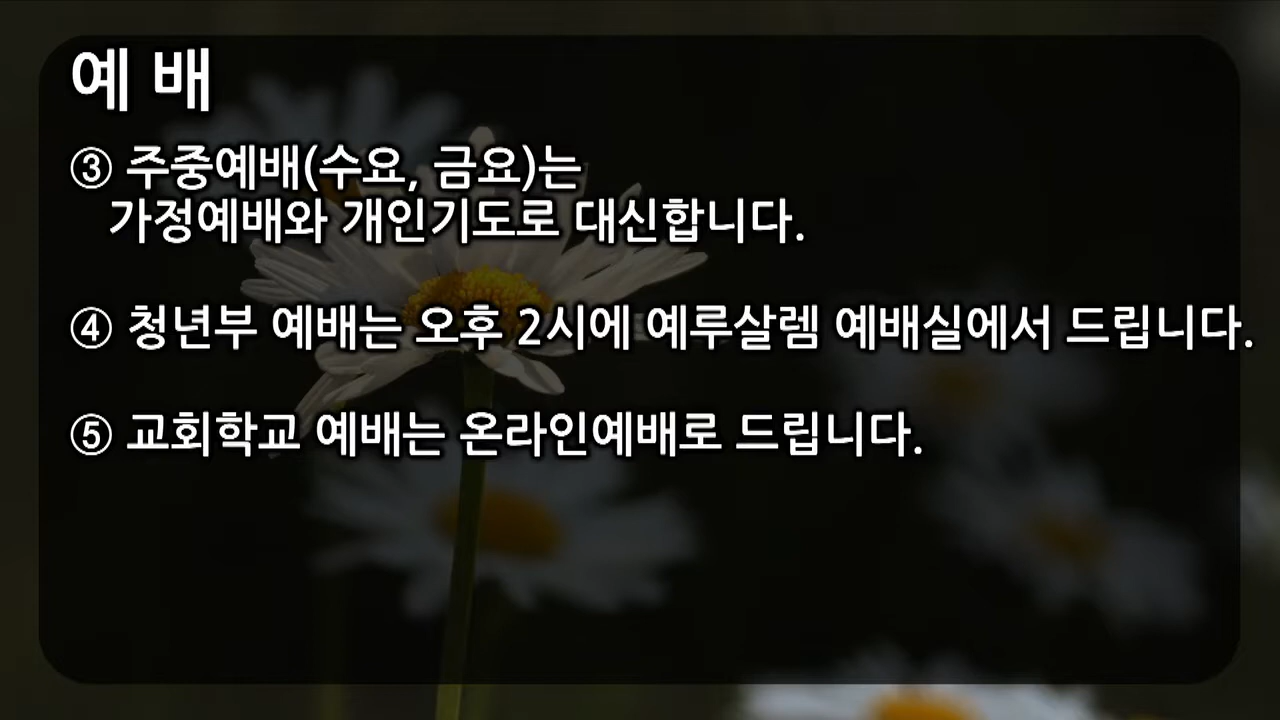 예 배
③ 주중예배(수요, 금요)는
가정예배와 개인기도로 대신합니다.
④ 청년부 예배는 오후 2시에 예루살렘 예배실에서 드립니다.
⑤ 교회학교 예배는 온라인예배로 드립니다.